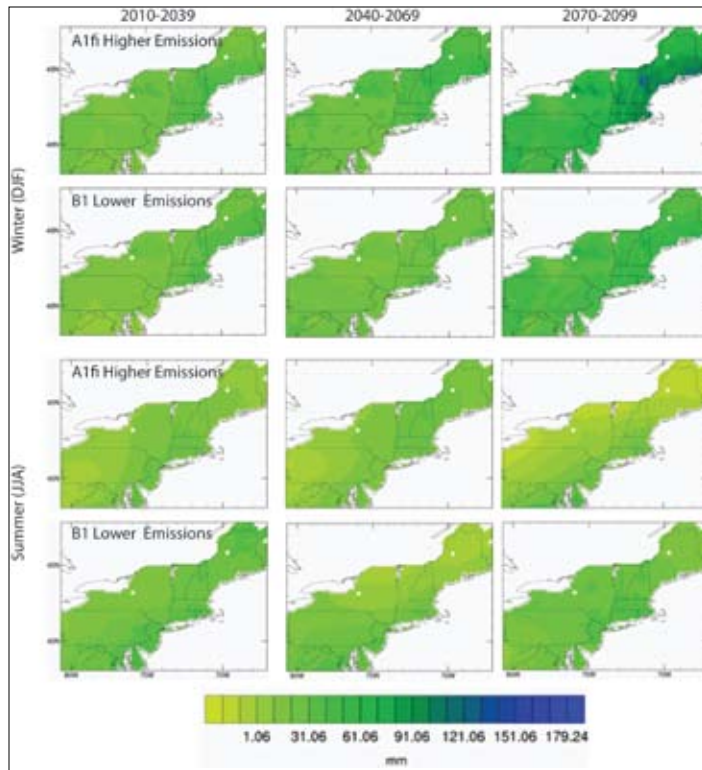 2010-2039 2040-2069 2070-2099
A1fi Higher Emissions
Winter (DJF)
B1 Lower Emissions
A1fi Higher Emissions
Summer (JJA)
B1 Lower Emissions
1.06 31.06 61.06 91.06 121.06 151.06 179.24
mm